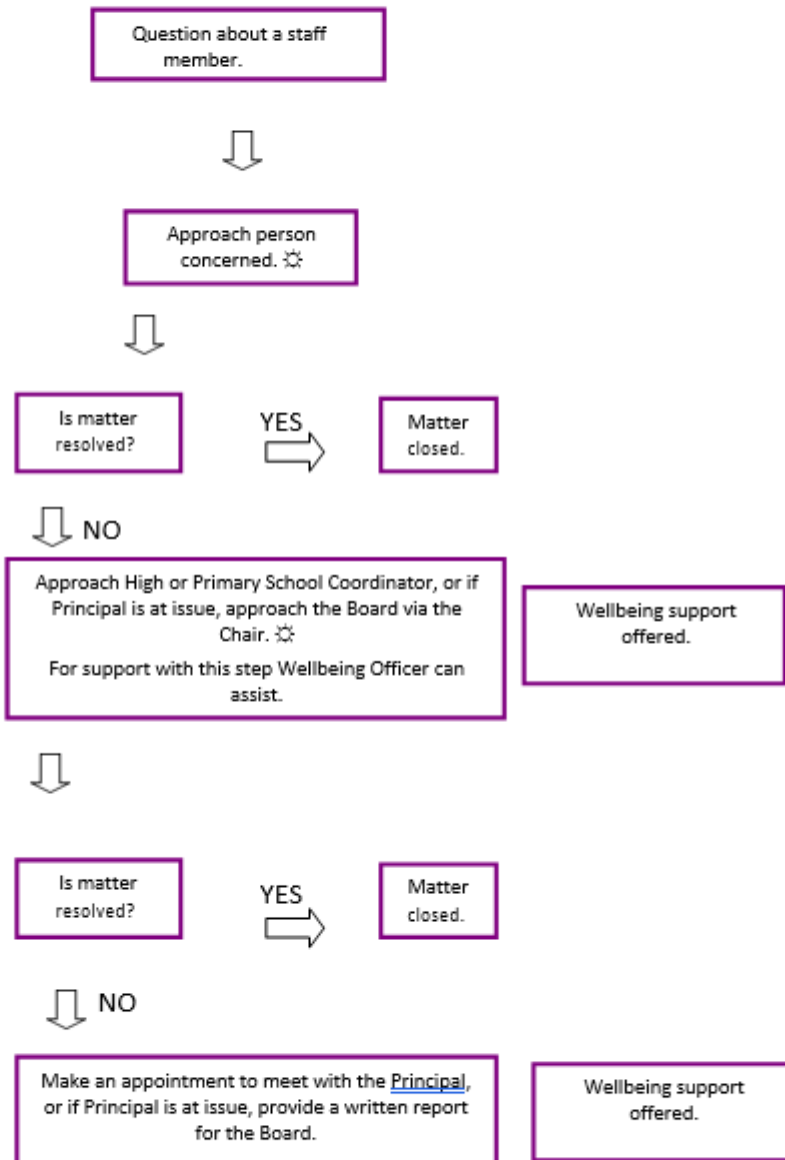 Question about a staff
member.
Approach person
concerned. ☼
Is matter
resolved?
YES
Matter
closed.
NO
Approach High or Primary School Coordinator, or if
Principal is at issue, approach the Board via the
Chair. ☼
For support with this step Wellbeing Officer can
assist.
Wellbeing support
offered.
Is matter
resolved?
YES
Matter
closed.
NO
Make an appointment to meet with the Principal,
or if Principal is at issue, provide a written report
for the Board.
Wellbeing support
offered.